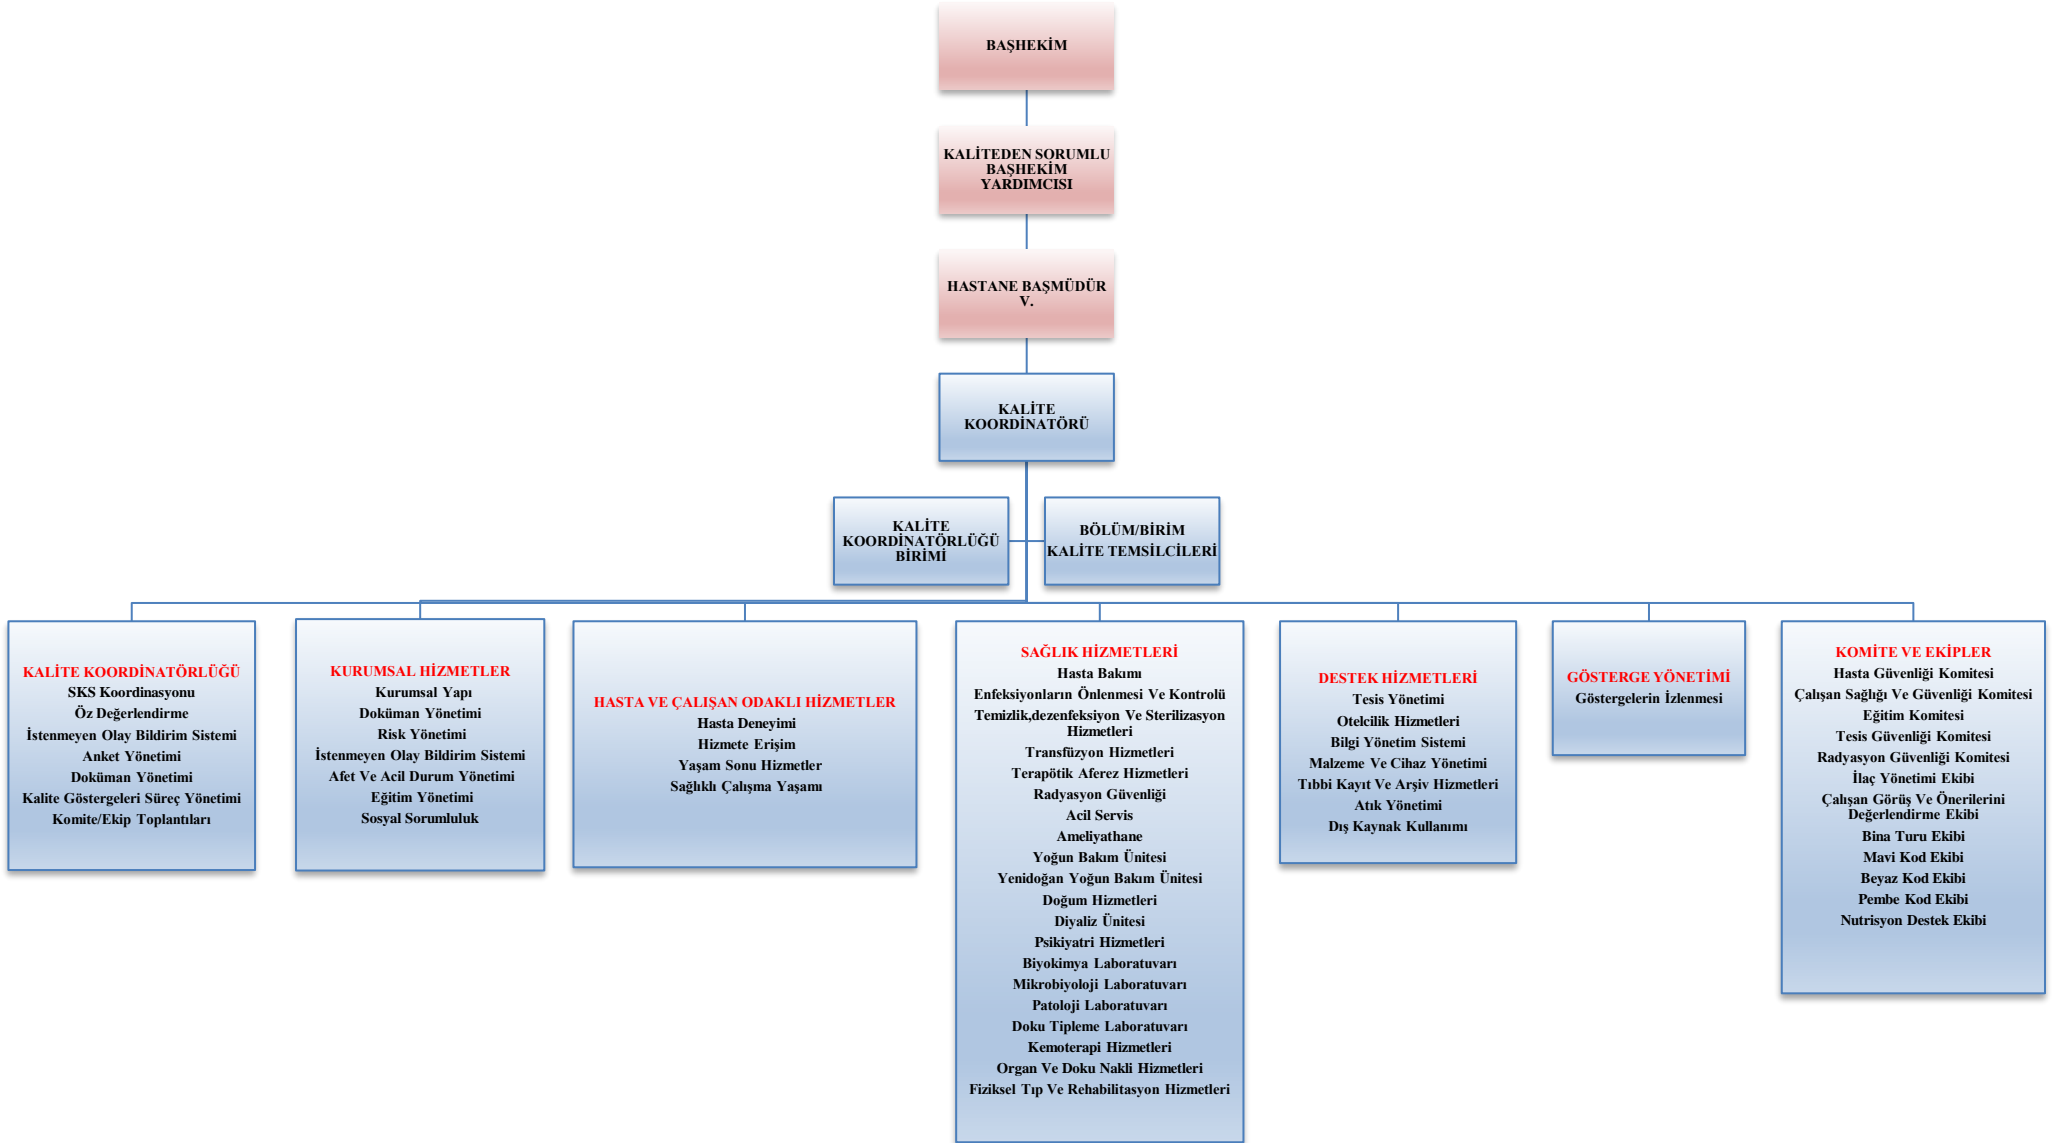 BAŞHEKİM
KALİTEDEN SORUMLU
BAŞHEKİM
YARDIMCISI
HASTANE BAŞMÜDÜR
V.
KALİTE
KOORDİNATÖRÜ
KALİTE
KOORDİNATÖRLÜĞÜ
BİRİMİ
BÖLÜM/BİRİM
KALİTE TEMSİLCİLERİ
KALİTE KOORDİNATÖRLÜĞÜ
SKS Koordinasyonu
Öz Değerlendirme
İstenmeyen Olay Bildirim Sistemi
Anket Yönetimi
Doküman Yönetimi
Kalite Göstergeleri Süreç Yönetimi
Komite/Ekip Toplantıları
KURUMSAL HİZMETLER
Kurumsal Yapı
Doküman Yönetimi
Risk Yönetimi
İstenmeyen Olay Bildirim Sistemi
Afet Ve Acil Durum Yönetimi
Eğitim Yönetimi
Sosyal Sorumluluk
HASTA VE ÇALIŞAN ODAKLI HİZMETLER
Hasta Deneyimi
Hizmete Erişim
Yaşam Sonu Hizmetler
Sağlıklı Çalışma Yaşamı
SAĞLIK HİZMETLERİ
Hasta Bakımı
Enfeksiyonların Önlenmesi Ve Kontrolü
Temizlik,dezenfeksiyon Ve Sterilizasyon
Hizmetleri
Transfüzyon Hizmetleri
Terapötik Aferez Hizmetleri
Radyasyon Güvenliği
Acil Servis
Ameliyathane
Yoğun Bakım Ünitesi
Yenidoğan Yoğun Bakım Ünitesi
Doğum Hizmetleri
Diyaliz Ünitesi
Psikiyatri Hizmetleri
Biyokimya Laboratuvarı
Mikrobiyoloji Laboratuvarı
Patoloji Laboratuvarı
Doku Tipleme Laboratuvarı
Kemoterapi Hizmetleri
Organ Ve Doku Nakli Hizmetleri
Fiziksel Tıp Ve Rehabilitasyon Hizmetleri
DESTEK HİZMETLERİ
Tesis Yönetimi
Otelcilik Hizmetleri
Bilgi Yönetim Sistemi
Malzeme Ve Cihaz Yönetimi
Tıbbi Kayıt Ve Arşiv Hizmetleri
Atık Yönetimi
Dış Kaynak Kullanımı
GÖSTERGE YÖNETİMİ
Göstergelerin İzlenmesi
KOMİTE VE EKİPLER
Hasta Güvenliği Komitesi
Çalışan Sağlığı Ve Güvenliği Komitesi
Eğitim Komitesi
Tesis Güvenliği Komitesi
Radyasyon Güvenliği Komitesi
İlaç Yönetimi Ekibi
Çalışan Görüş Ve Önerilerini
Değerlendirme Ekibi
Bina Turu Ekibi
Mavi Kod Ekibi
Beyaz Kod Ekibi
Pembe Kod Ekibi
Nutrisyon Destek Ekibi